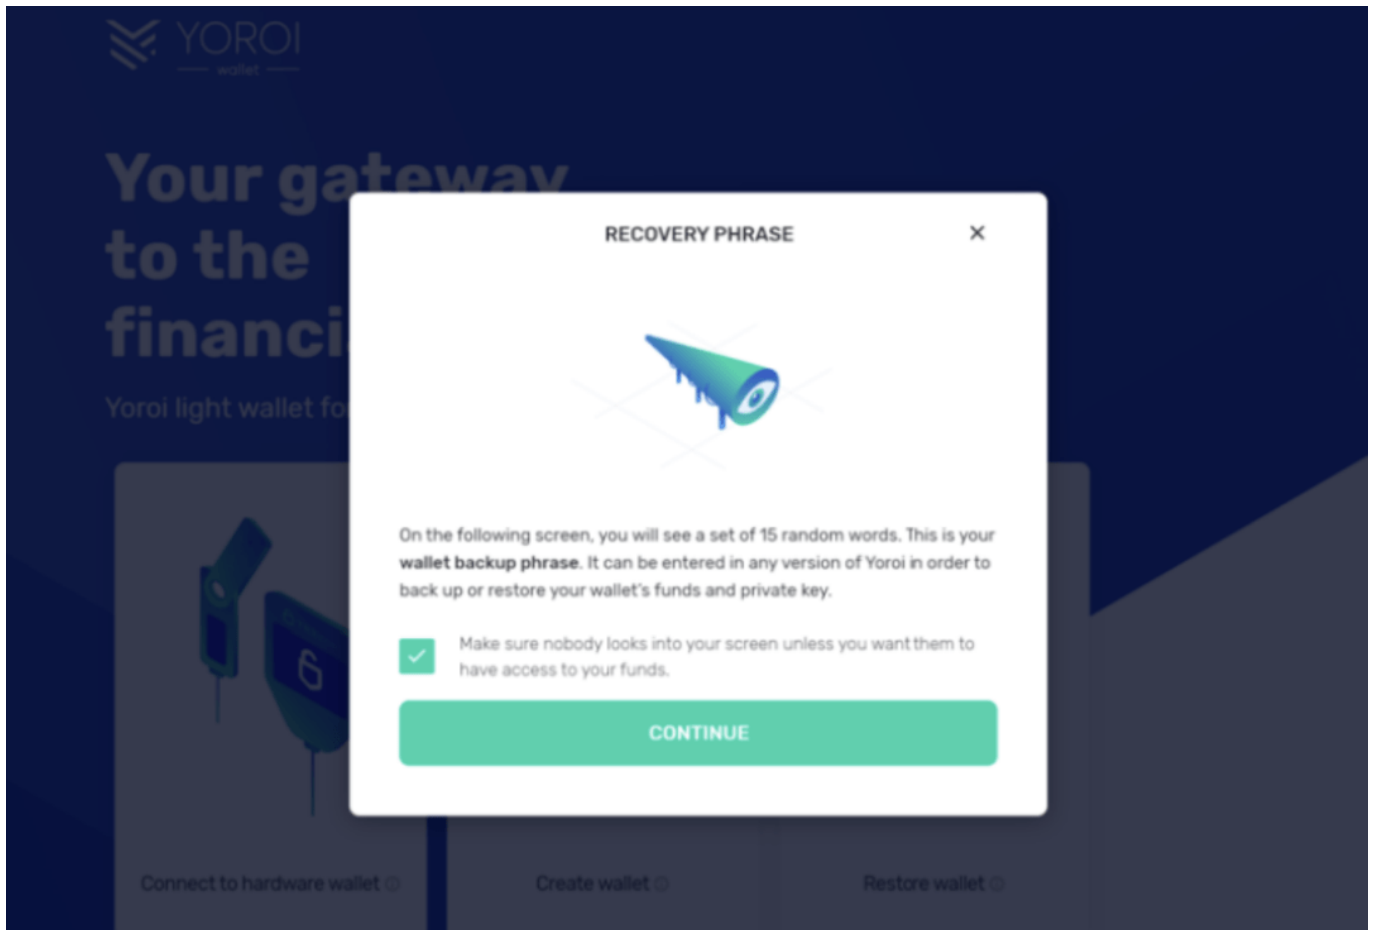 YOROI
wallet
Your gateway
to the
financi
Yoroi light wallet for
RECOVERY PHRASE
On the following screen, you will see a set of 15 random words. This is your
wallet backup phrase. It can be entered in any version of Yoroi in order to
back up or restore your wallet's funds and private key.
Make sure nobody looks into your screen unless you want them to
have access to your funds.
CONTINUE
Connect to hardware wallet
Create wallet
Restore wallet